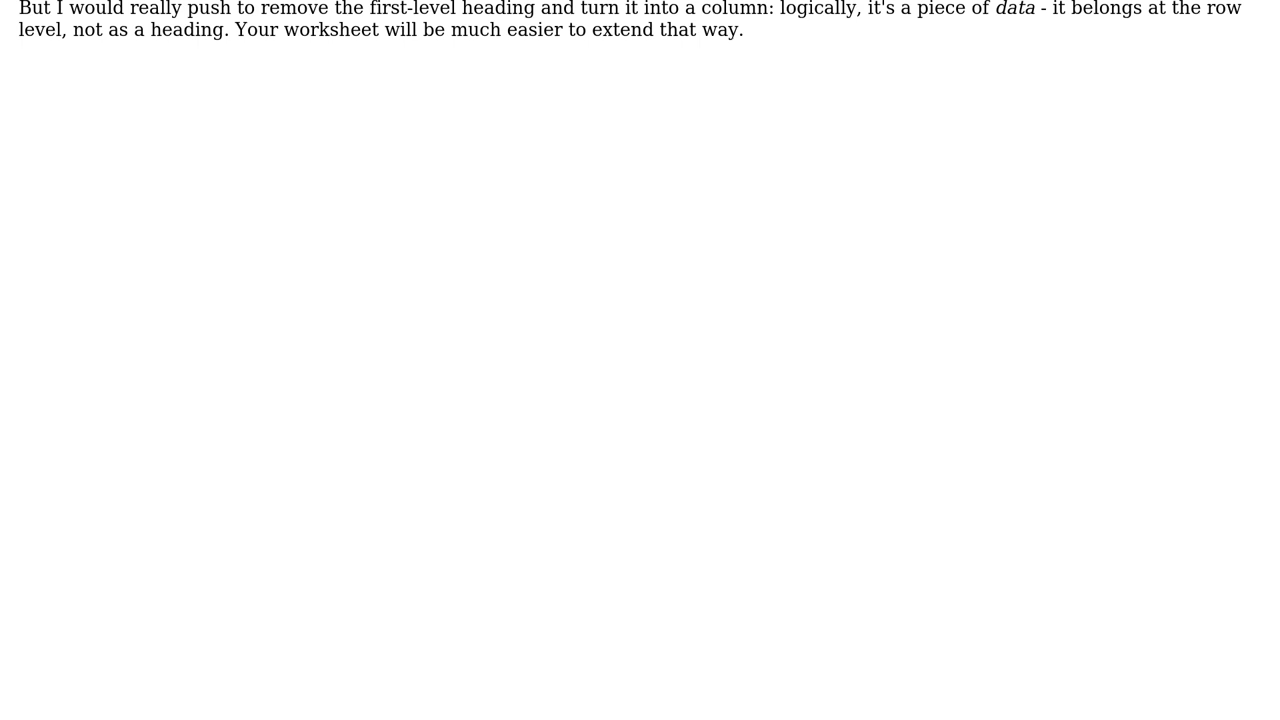 But I would really push to remove the first-level heading and turn it into a column: logically, it's a piece of data - it belongs at the row
level, not as a heading. Your worksheet will be much easier to extend that way.